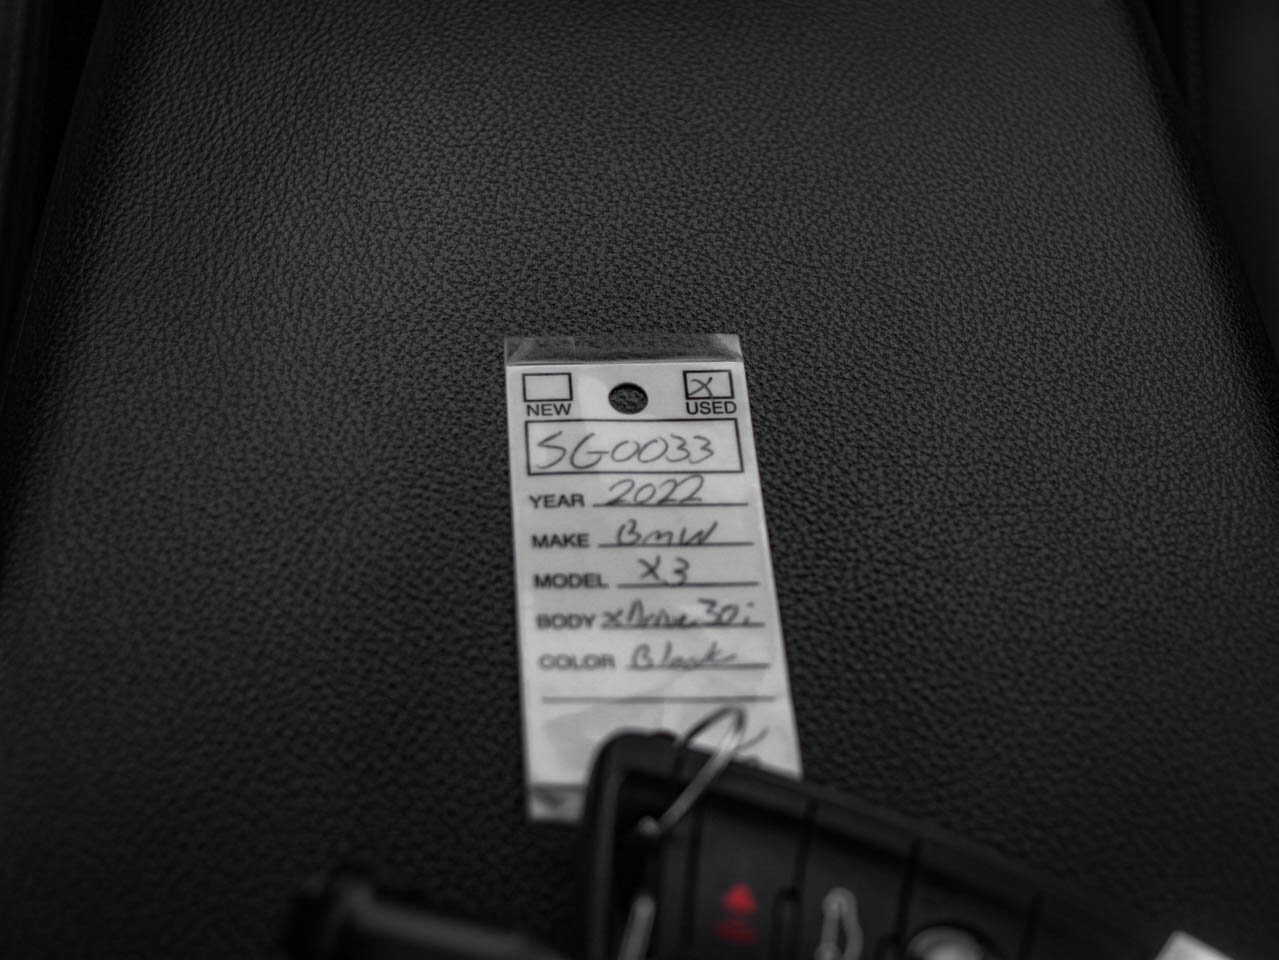 X
NEW USED
SG0033
YEAR 2022
MAKE BMW
MODEL X3
BODY xDrive30i
COLOR Black